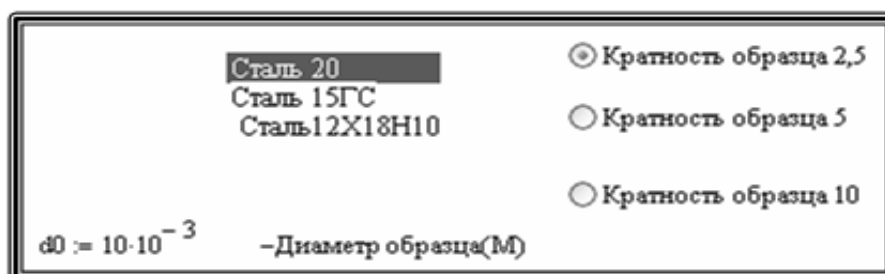 Сталь 20
Сталь 15ГС
Сталь12Х18Н10
Кратность образца 2,5
Кратность образца 5
Кратность образца 10
d0 := 10·10⁻³ –Диаметр образца(М)